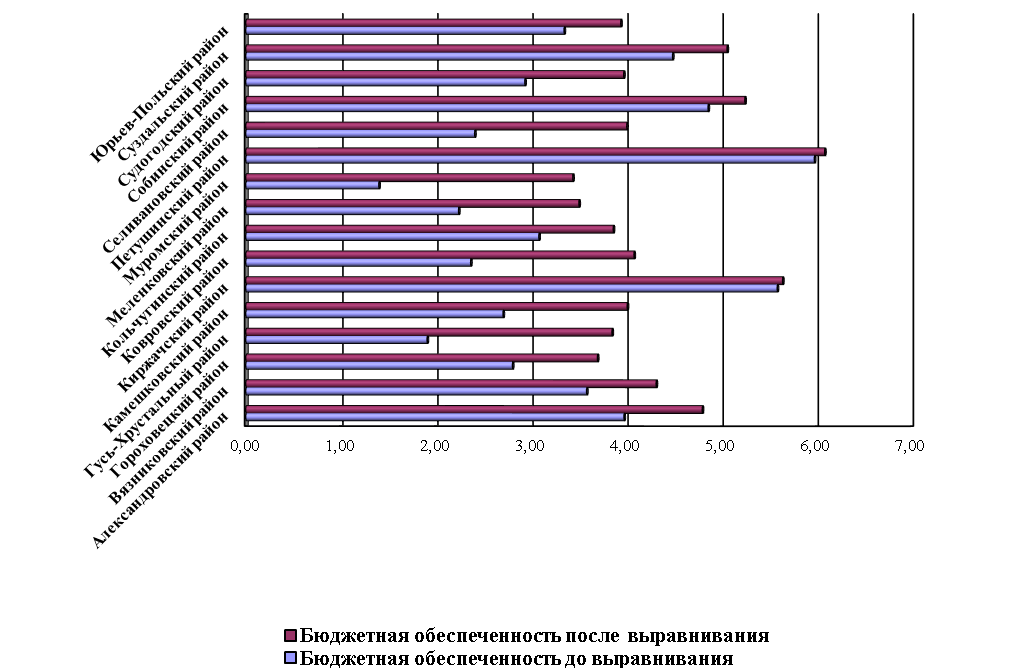 Юрьев-Польский район
Суздальский район
Судогодский район
Собинский район
Селивановский район
Петушинский район
Муромский район
Меленковский район
Кольчугинский район
Ковровский район
Киржачский район
Камешковский район
Гусь-Хрустальный район
Гороховецкий район
Вязниковский район
Александровский район
0,00 1,00 2,00 3,00 4,00 5,00 6,00 7,00
Бюджетная обеспеченность после выравнивания
Бюджетная обеспеченность до выравнивания